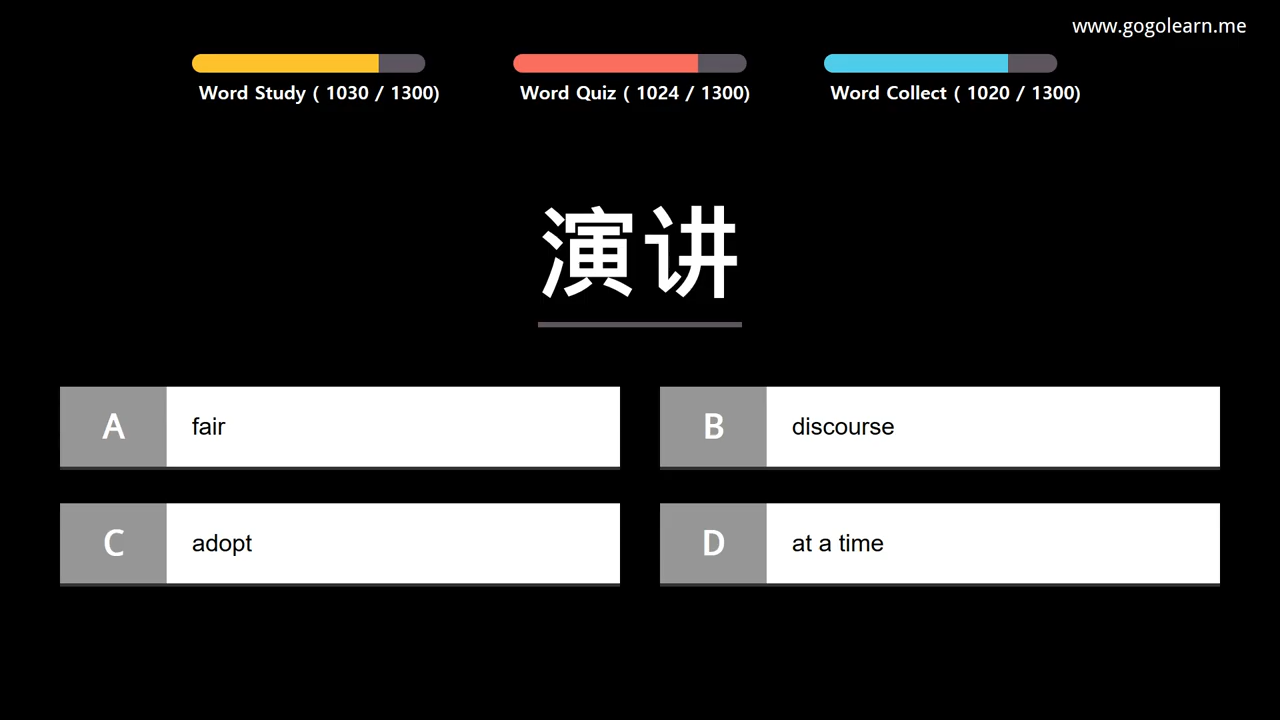 www.gogolearn.me
Word Study ( 1030 / 1300)
Word Quiz ( 1024 / 1300)
Word Collect ( 1020 / 1300)
演讲
A fair
B discourse
C adopt
D at a time